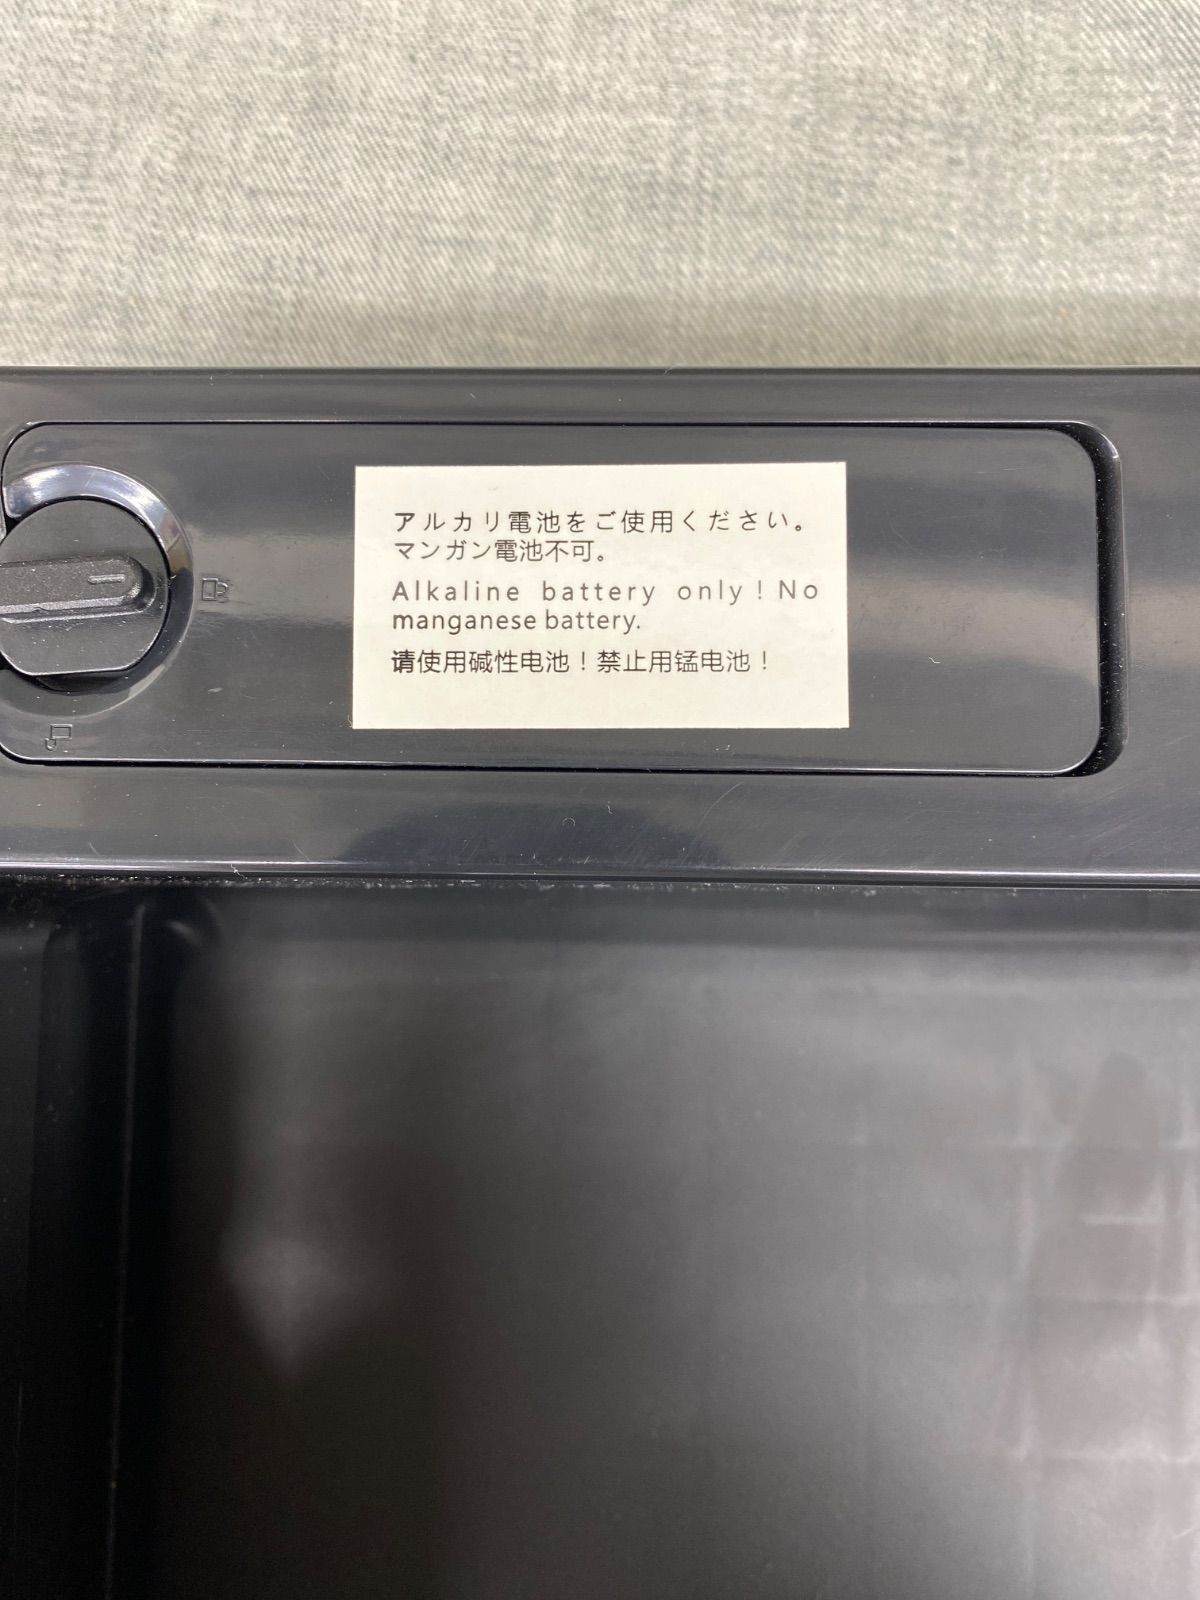 アルカリ電池をご使用ください。
マンガン電池不可。
Alkaline battery only! No
manganese battery.
请使用碱性电池！禁止用锰电池！